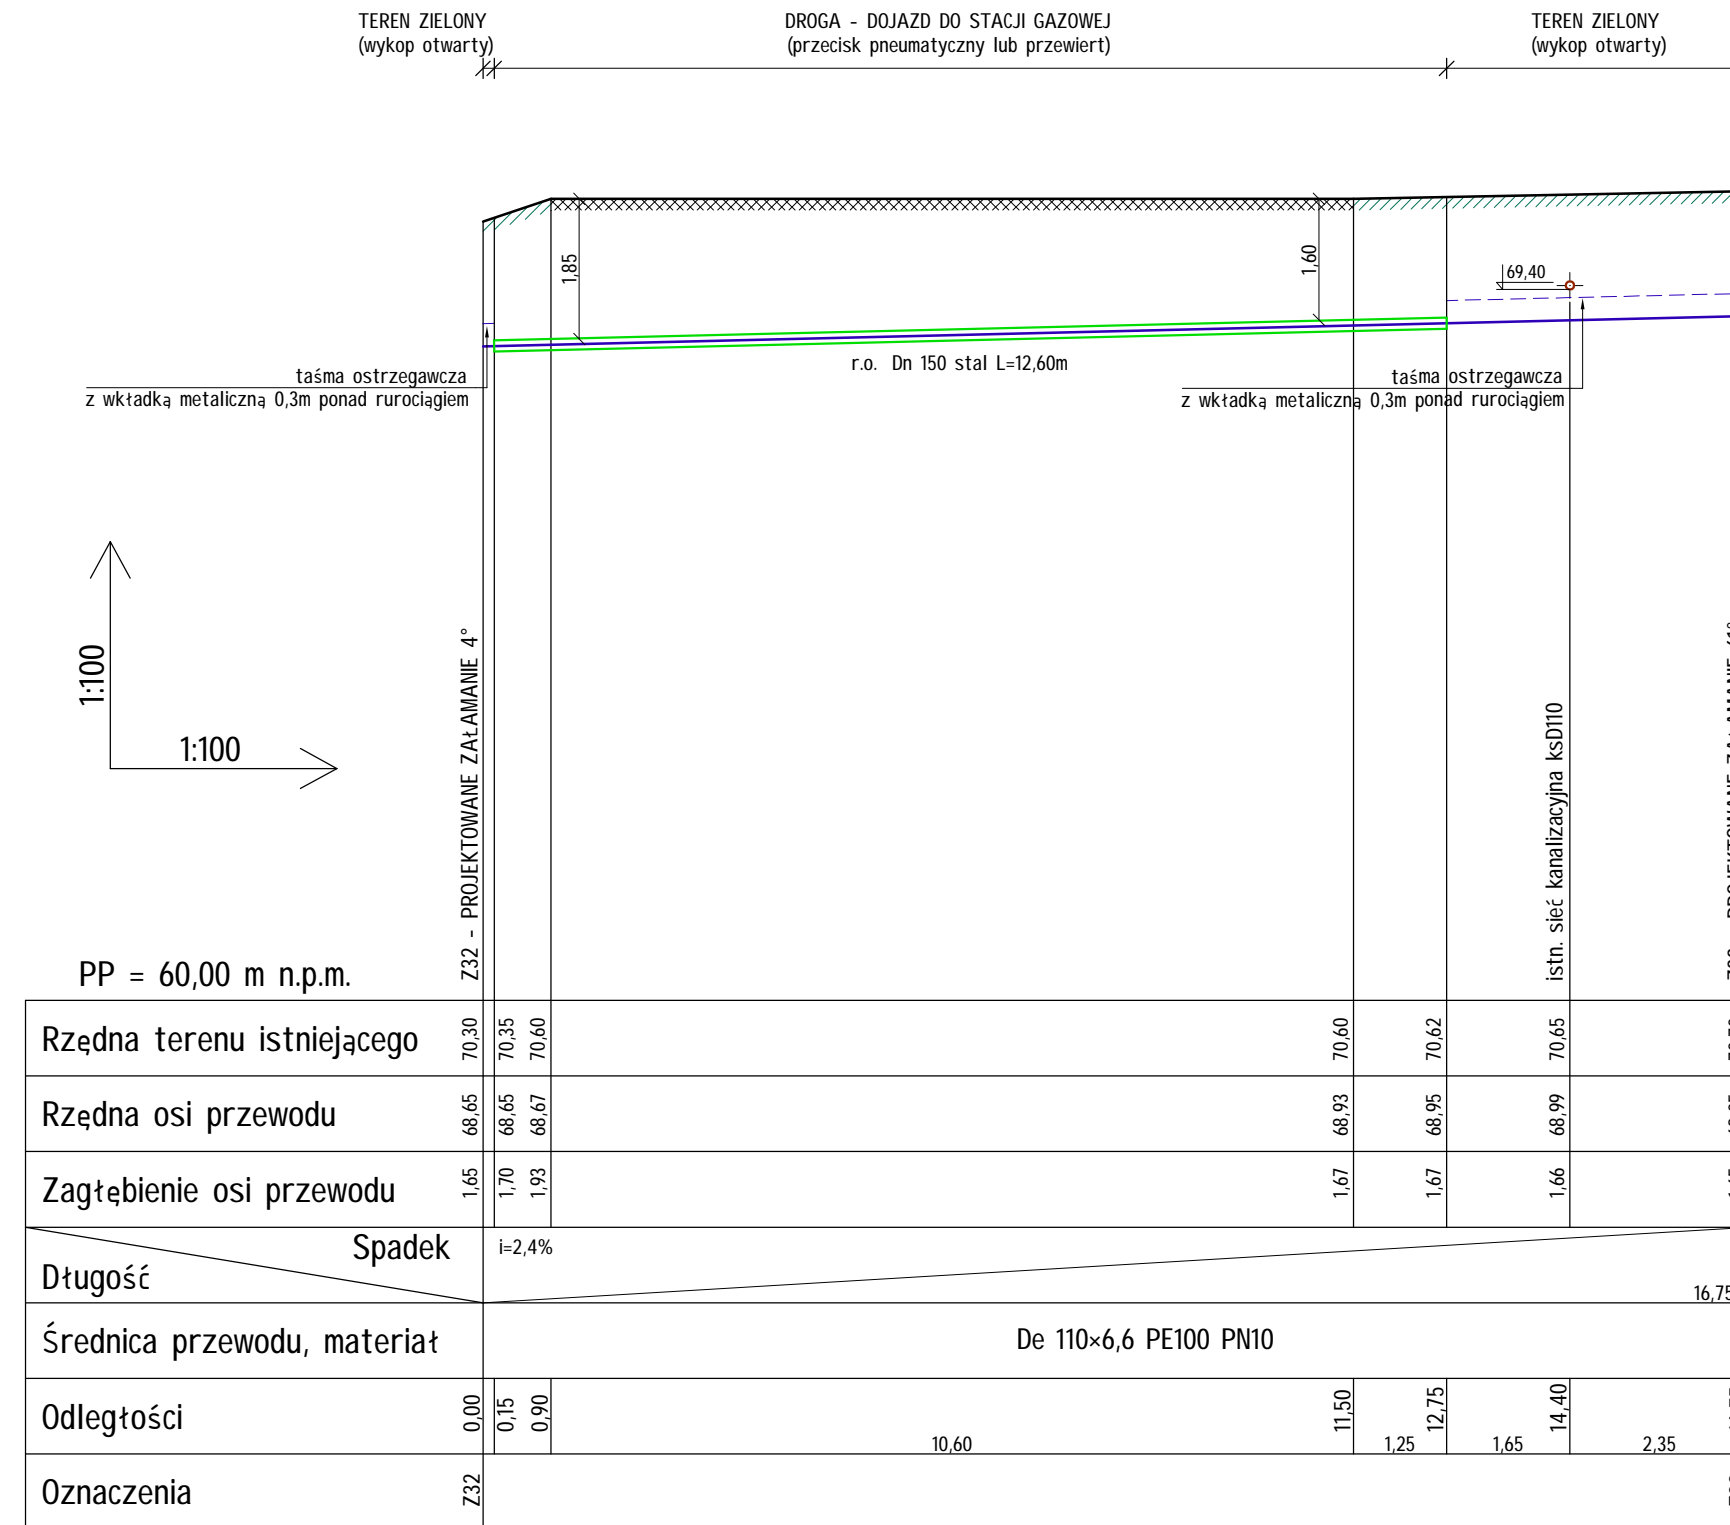 TEREN ZIELONY
(wykop otwarty)
DROGA - DOJAZD DO STACJI GAZOWEJ
(przecisk pneumatyczny lub przewiert)
TEREN ZIELONY
(wykop otwarty)
1,85
1,60
69,40
r.o. Dn 150 stal L=12,60m
taśma ostrzegawcza
z wkładką metaliczną 0,3m ponad rurociągiem
taśma ostrzegawcza
z wkładką metaliczną 0,3m ponad rurociągiem
1:100
1:100
Z32 - PROJEKTOWANE ZAŁAMANIE 4°
istn. sieć kanalizacyjna ksD110
PP = 60,00 m n.p.m.
Rzędna terenu istniejącego 70,30 70,35 70,60 70,60 70,62 70,65
Rzędna osi przewodu 68,65 68,65 68,67 68,93 68,95 68,99
Zagłębienie osi przewodu 1,65 1,70 1,93 1,67 1,67 1,66
Spadek i=2,4%
Długość 16,75
Średnica przewodu, materiał De 110×6,6 PE100 PN10
Odległości 0,00 0,15 0,90 11,50 12,75 14,40
10,60 1,25 1,65 2,35
Oznaczenia Z32